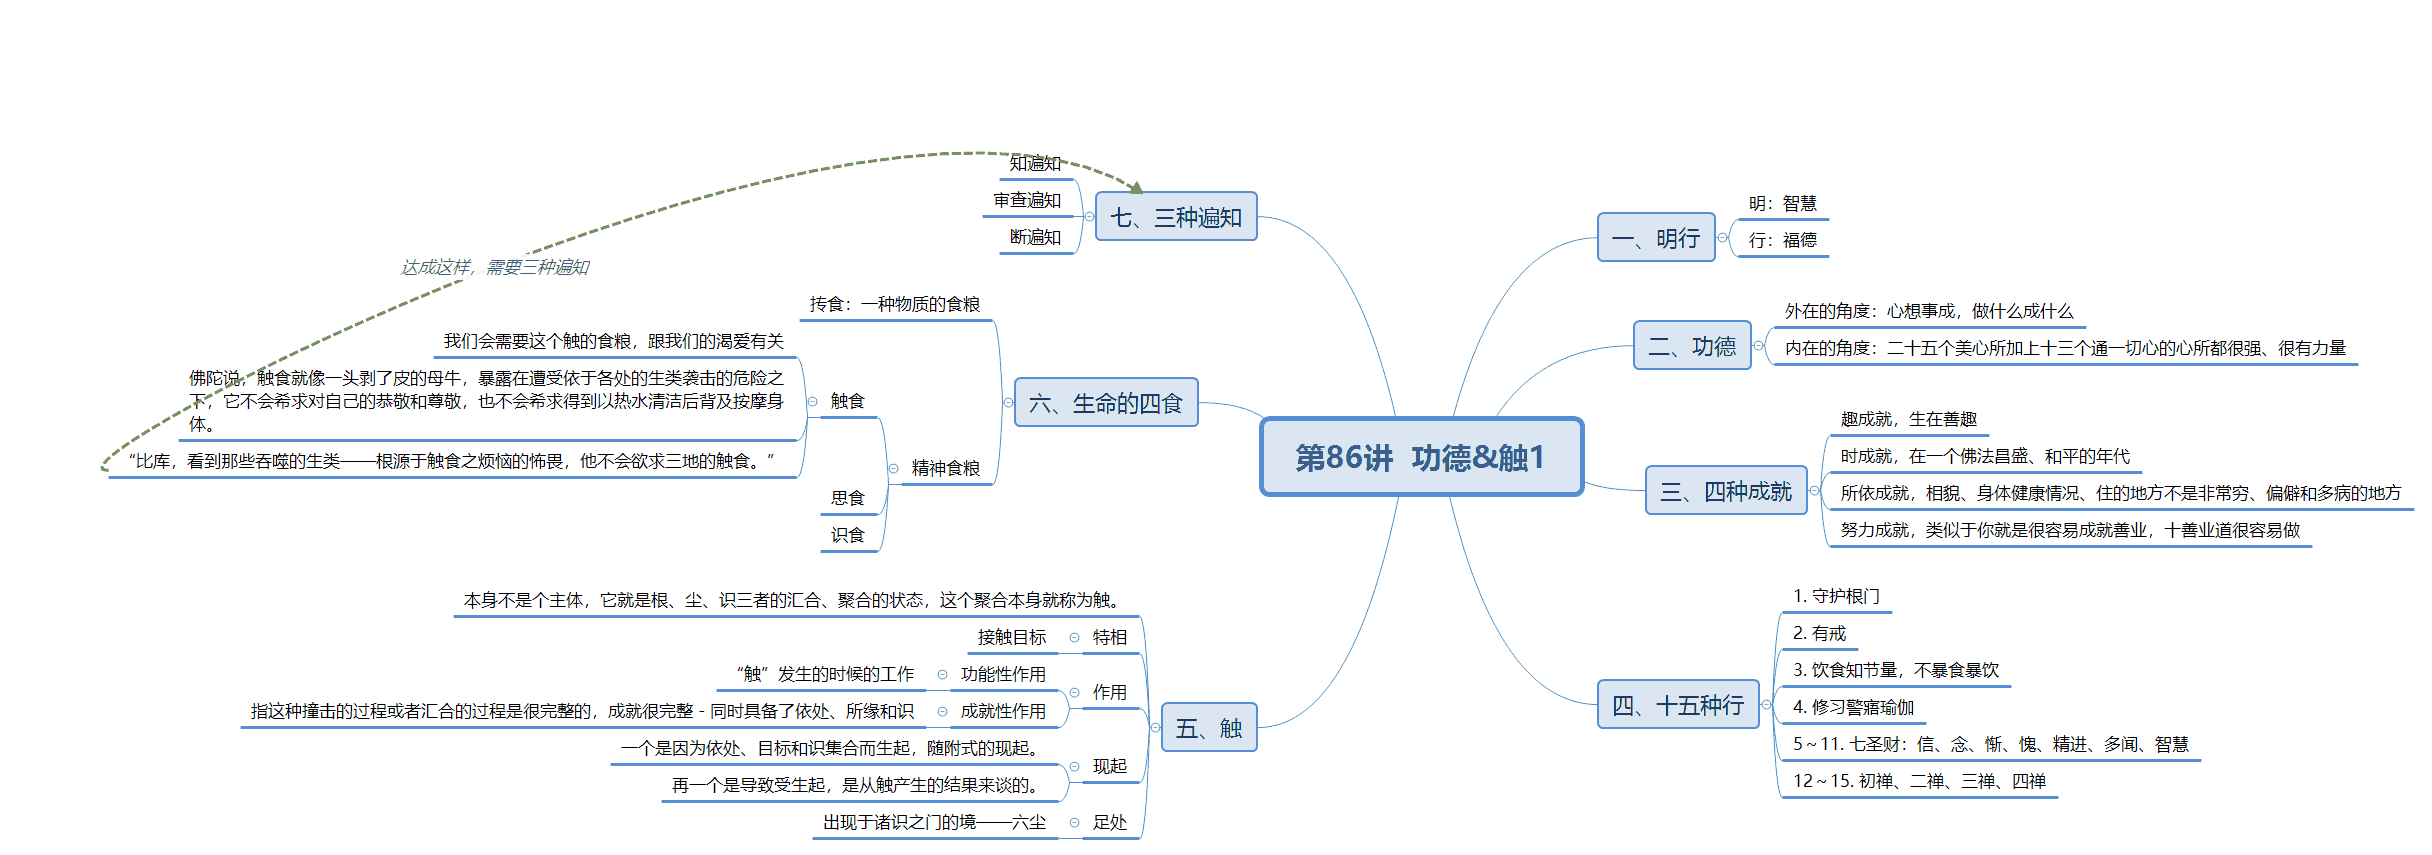 第86讲 功德&触1
一、明行
明：智慧
行：福德
二、功德
外在的角度：心想事成，做什么成什么
内在的角度：二十五个美心所加上十三个通一切心的心所都很强、很有力量
三、四种成就
趣成就，生在善趣
时成就，在一个佛法昌盛、和平的年代
所依成就，相貌、身体健康情况、住的地方不是非常穷、偏僻和多病的地方
努力成就，类似于你就是很容易成就善业，十善业道很容易做
四、十五种行
1. 守护根门
2. 有戒
3. 饮食知节量，不暴食暴饮
4. 修习警寤瑜伽
5～11. 七圣财：信、念、惭、愧、精进、多闻、智慧
12～15. 初禅、二禅、三禅、四禅
五、触
本身不是个主体，它就是根、尘、识三者的汇合、聚合的状态，这个聚合本身就称为触。
特相
接触目标
作用
功能性作用
“触”发生的时候的工作
成就性作用
指这种撞击的过程或者汇合的过程是很完整的，成就很完整 - 同时具备了依处、所缘和识
现起
一个是因为依处、目标和识集合而生起，随附式的现起。
再一个是导致受生起，是从触产生的结果来谈的。
足处
出现于诸识之门的境——六尘
六、生命的四食
抟食：一种物质的食粮
精神食粮
触食
我们会需要这个触的食粮，跟我们的渴爱有关
佛陀说，触食就像一头剥了皮的母牛，暴露在遭受依于各处的生类袭击的危险之
下，它不会希求对自己的恭敬和尊敬，也不会希求得到以热水清洁后背及按摩身
体。
“比库，看到那些吞噬的生类——根源于触食之烦恼的怖畏，他不会欲求三地的触食。”
思食
识食
七、三种遍知
知遍知
审查遍知
断遍知
达成这样，需要三种遍知